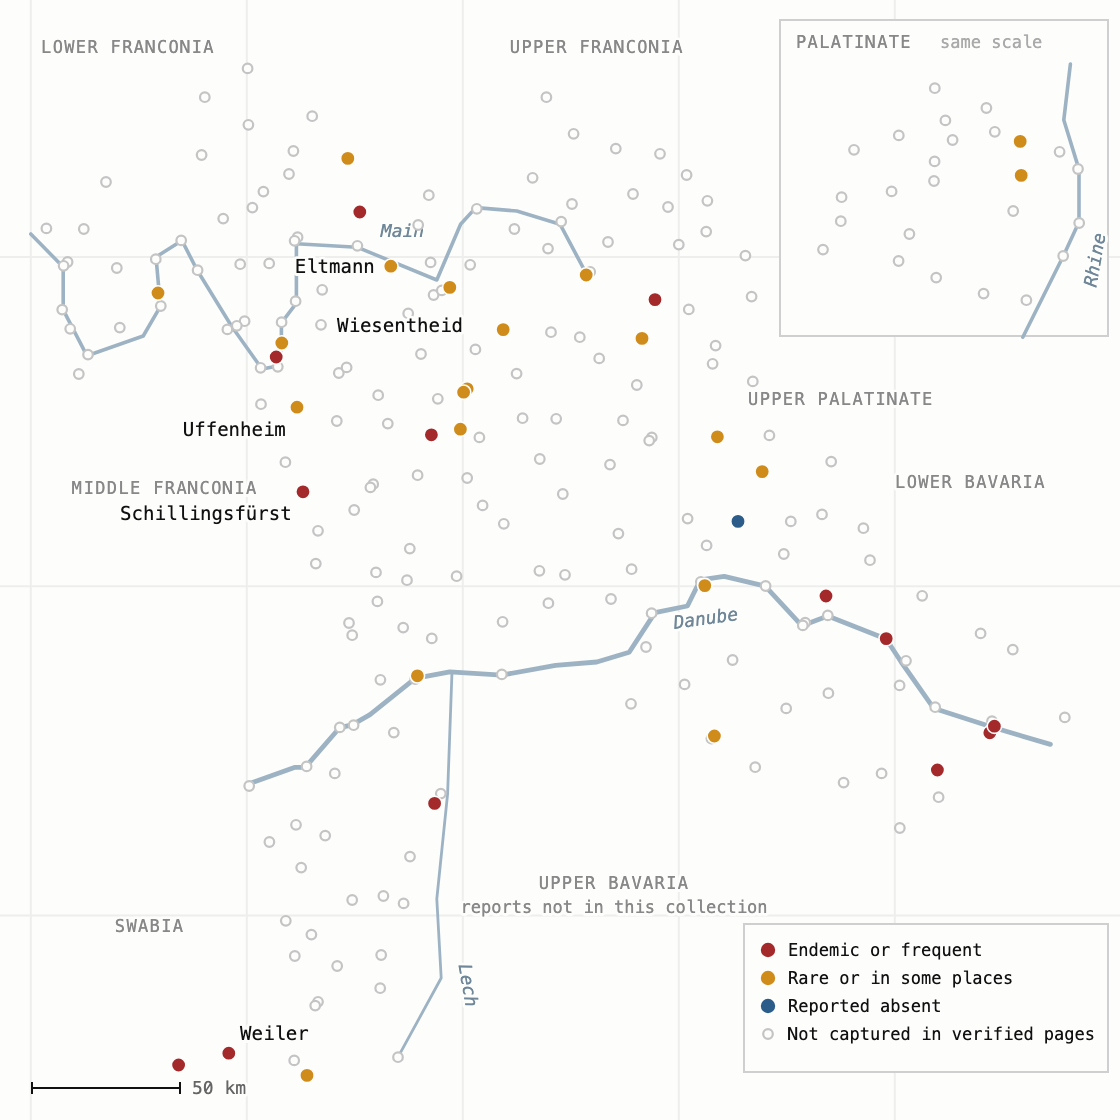 LOWER FRANCONIA
UPPER FRANCONIA
PALATINATE same scale
Main
Rhine
Eltmann
Wiesentheid
UPPER PALATINATE
Uffenheim
LOWER BAVARIA
MIDDLE FRANCONIA
Schillingsfürst
Danube
UPPER BAVARIA
reports not in this collection
SWABIA
Lech
Weiler
50 km
Endemic or frequent
Rare or in some places
Reported absent
Not captured in verified pages